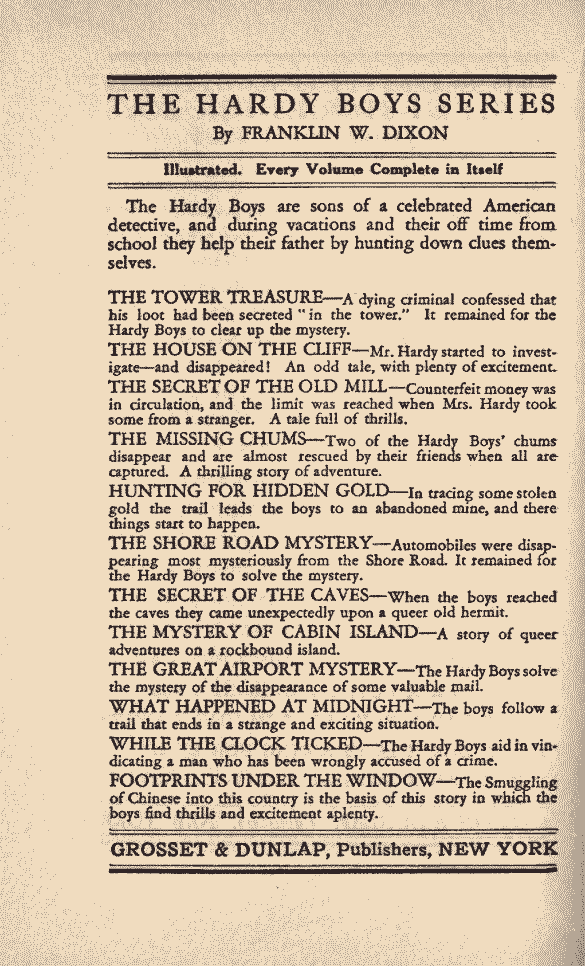 THE HARDY BOYS SERIES
By FRANKLIN W. DIXON
Illustrated. Every Volume Complete in Itself
The Hardy Boys are sons of a celebrated American
detective, and during vacations and their off time from
school they help their father by hunting down clues them-
selves.
THE TOWER TREASURE—A dying criminal confessed that
his loot had been secreted "in the tower." It remained for the
Hardy Boys to clear up the mystery.
THE HOUSE ON THE CLIFF—Mr. Hardy started to invest-
igate—and disappeared! An odd tale, with plenty of excitement.
THE SECRET OF THE OLD MILL—Counterfeit money was
in circulation, and the limit was reached when Mrs. Hardy took
some from a stranger. A tale full of thrills.
THE MISSING CHUMS—Two of the Hardy Boys' chums
disappear and are almost rescued by their friends when all are
captured. A thrilling story of adventure.
HUNTING FOR HIDDEN GOLD—In tracing some stolen
gold the trail leads the boys to an abandoned mine, and there
things start to happen.
THE SHORE ROAD MYSTERY—Automobiles were disap-
pearing most mysteriously from the Shore Road. It remained for
the Hardy Boys to solve the mystery.
THE SECRET OF THE CAVES—When the boys reached
the caves they came unexpectedly upon a queer old hermit.
THE MYSTERY OF CABIN ISLAND—A story of queer
adventures on a rockbound island.
THE GREAT AIRPORT MYSTERY—The Hardy Boys solve
the mystery of the disappearance of some valuable mail.
WHAT HAPPENED AT MIDNIGHT—The boys follow a
trail that ends in a strange and exciting situation.
WHILE THE CLOCK TICKED—The Hardy Boys aid in vin-
dicating a man who has been wrongly accused of a crime.
FOOTPRINTS UNDER THE WINDOW—The Smuggling
of Chinese into this country is the basis of this story in which the
boys find thrills and excitement aplenty.
GROSSET & DUNLAP, Publishers, NEW YORK